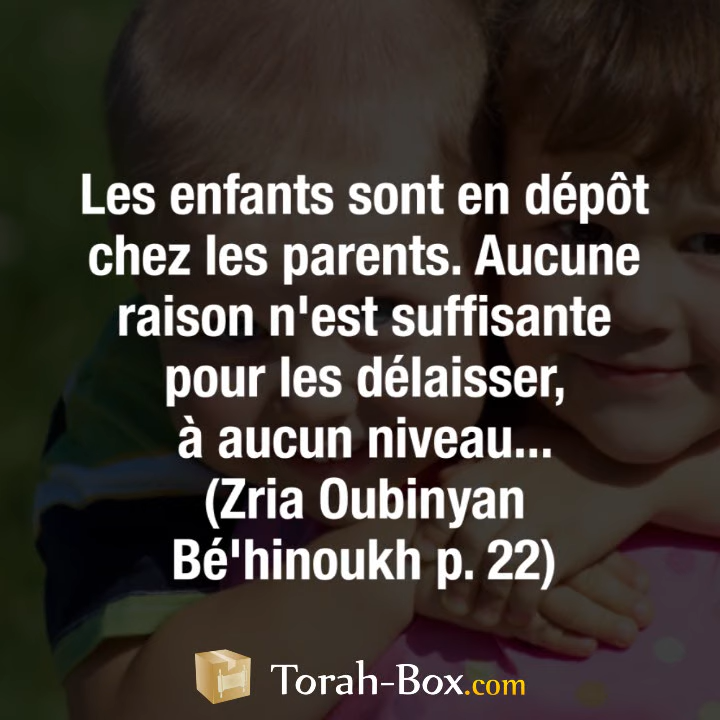 Les enfants sont en dépôt
chez les parents. Aucune
raison n'est suffisante
pour les délaisser,
à aucun niveau...
(Zria Oubinyan
Bé'hinoukh p. 22)
Torah-Box.com